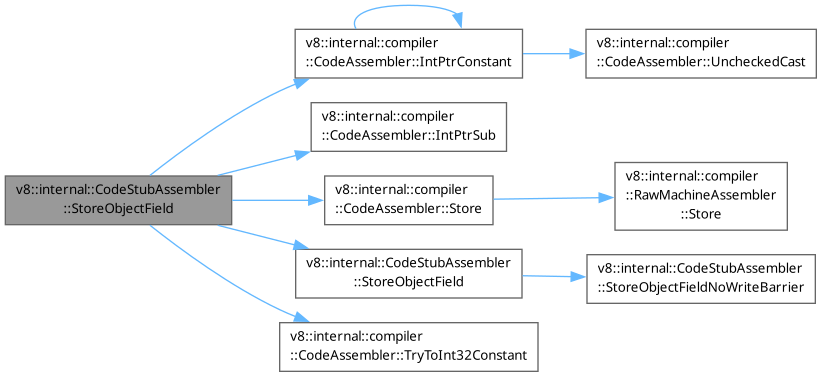 v8::internal::CodeStubAssembler
::StoreObjectField
v8::internal::compiler
::CodeAssembler::IntPtrConstant
v8::internal::compiler
::CodeAssembler::UncheckedCast
v8::internal::compiler
::CodeAssembler::IntPtrSub
v8::internal::compiler
::CodeAssembler::Store
v8::internal::compiler
::RawMachineAssembler
::Store
v8::internal::CodeStubAssembler
::StoreObjectField
v8::internal::CodeStubAssembler
::StoreObjectFieldNoWriteBarrier
v8::internal::compiler
::CodeAssembler::TryToInt32Constant